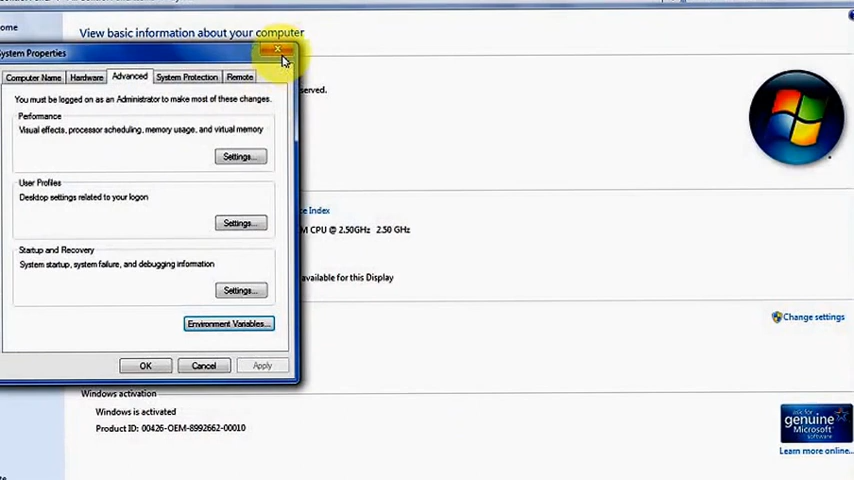 ome
View basic information about your computer
ystem Properties
Computer Name
Hardware
Advanced
System Protection
Remote
You must be logged on as an Administrator to make most of these changes.
Performance
Visual effects, processor scheduling, memory usage, and virtual memory
Settings...
User Profiles
Desktop settings related to your logon
Settings...
Startup and Recovery
System startup, system failure, and debugging information
Settings...
Environment Variables...
OK
Cancel
Apply
served.
ce Index
M CPU @ 2.50GHz 2.50 GHz
available for this Display
Change settings
Windows activation
Windows is activated
Product ID: 00426-OEM-8992662-00010
ask for
genuine
Microsoft
software
Learn more online...